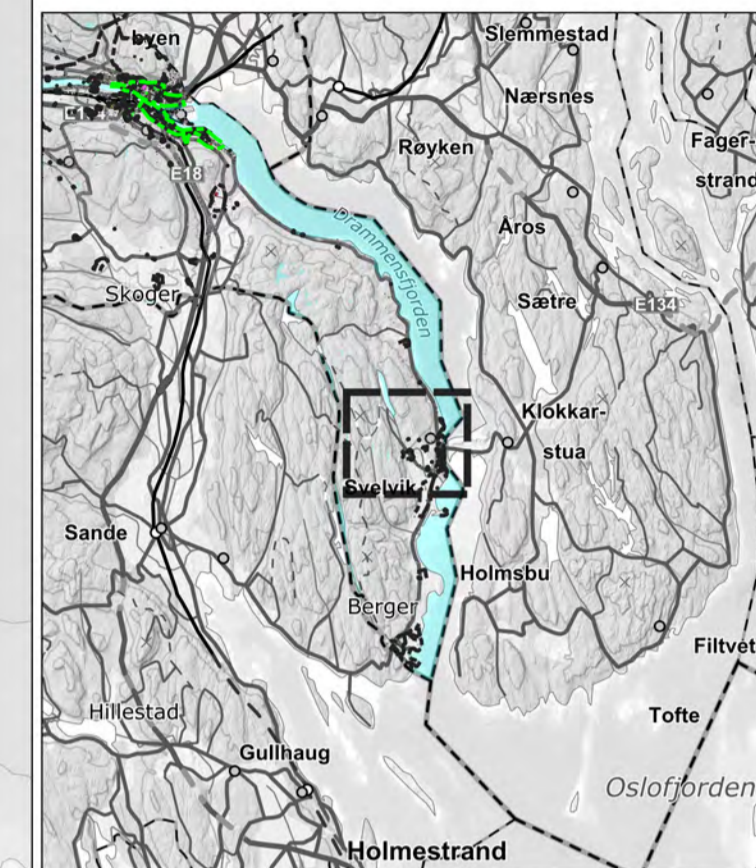 byen
Slemmestad
Nærsnes
Røyken
Fager-
strand
E18
Åros
Drammensfjorden
Skoger
Sætre
E134
Klokkar-
stua
Svelvik
Sande
Holmsbu
Berger
Filtvet
Hillestad
Tofte
Gullhaug
Oslofjorden
Holmestrand